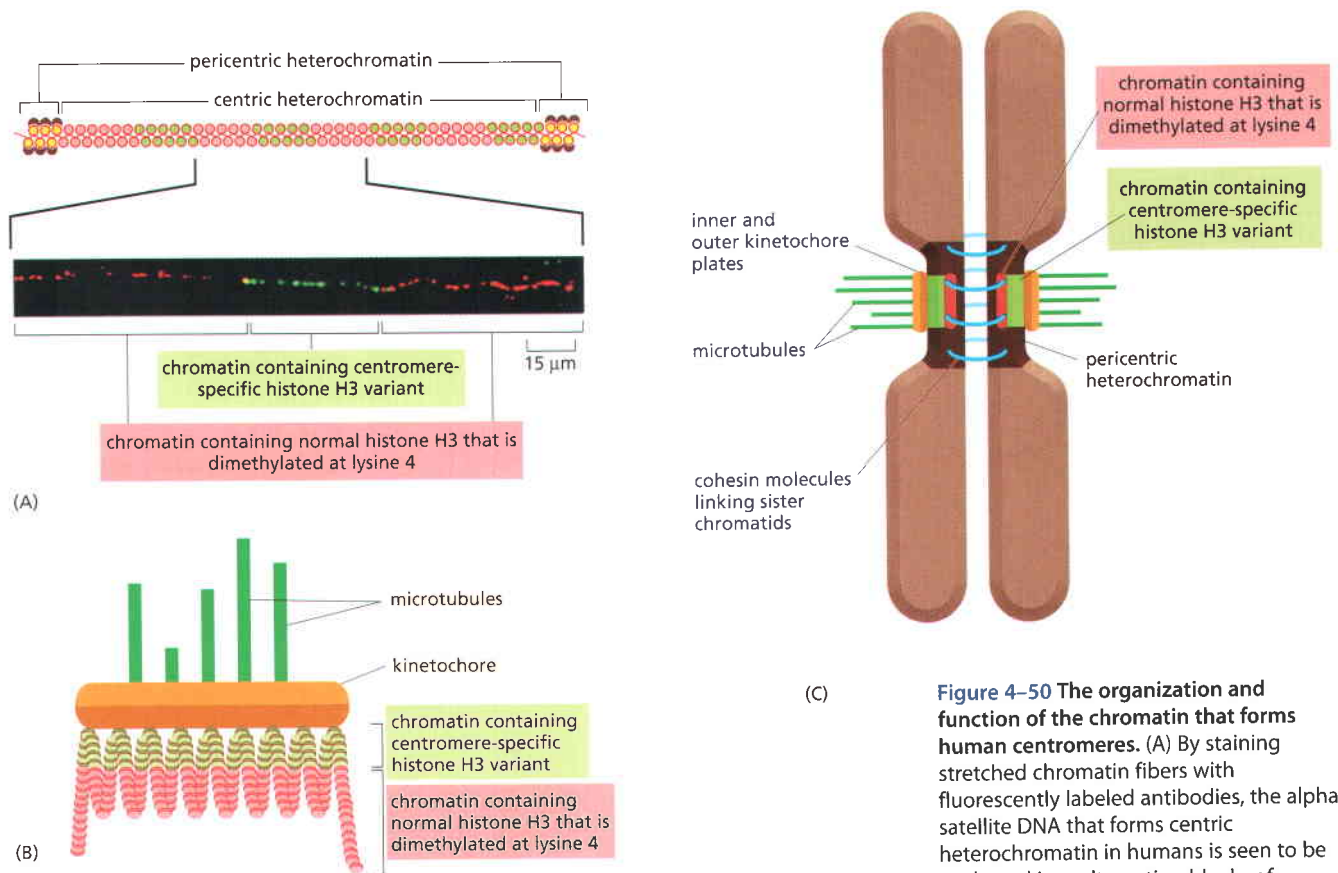 pericentric heterochromatin
centric heterochromatin
15 μm
chromatin containing centromere-
specific histone H3 variant
chromatin containing normal histone H3 that is
dimethylated at lysine 4
(A)
microtubules
kinetochore
chromatin containing
centromere-specific
histone H3 variant
chromatin containing
normal histone H3 that is
dimethylated at lysine 4
(B)
chromatin containing
normal histone H3 that is
dimethylated at lysine 4
chromatin containing
centromere-specific
histone H3 variant
inner and
outer kinetochore
plates
microtubules
pericentric
heterochromatin
cohesin molecules
linking sister
chromatids
(C)
Figure 4–50 The organization and
function of the chromatin that forms
human centromeres. (A) By staining
stretched chromatin fibers with
fluorescently labeled antibodies, the alpha
satellite DNA that forms centric
heterochromatin in humans is seen to be